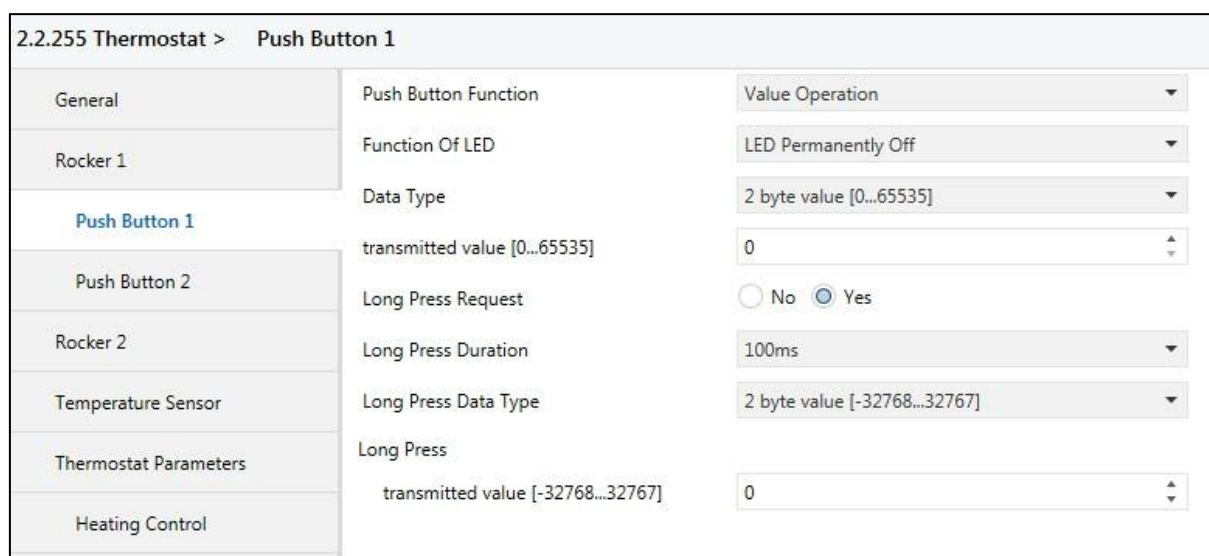 2.2.255 Thermostat > Push Button 1
General
Rocker 1
Push Button 1
Push Button 2
Rocker 2
Temperature Sensor
Thermostat Parameters
Heating Control
Push Button Function Value Operation
Function Of LED LED Permanently Off
Data Type 2 byte value [0...65535]
transmitted value [0...65535] 0
Long Press Request No Yes
Long Press Duration 100ms
Long Press Data Type 2 byte value [-32768...32767]
Long Press
transmitted value [-32768...32767] 0